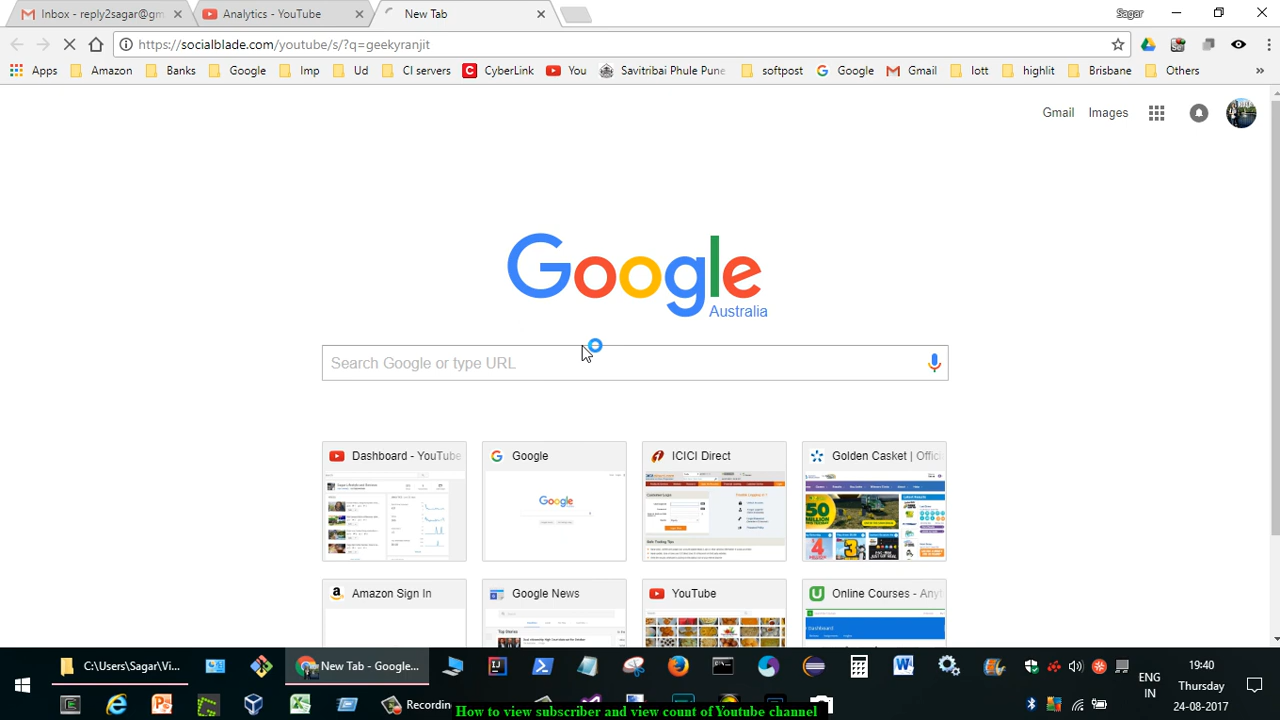 Inbox - reply2sagar@gm
Analytics - YouTube
New Tab
Sagar
https://socialblade.com/youtube/s/?q=geekyranjit
Apps
Amazon
Banks
Google
Imp
Ud
CI servers
CyberLink
You
Savitribai Phule Pune
softpost
Google
Gmail
lott
highlit
Brisbane
Others
Gmail
Images
Google
Australia
Search Google or type URL
Dashboard - YouTube
Google
ICICI Direct
Golden Casket | Offici
Amazon Sign In
Google News
YouTube
Online Courses - Anyt
C:\Users\Sagar\Vi...
New Tab - Google...
ENG
IN
19:40
Thursday
24-08-2017
Recording
How to view subscriber and view count of Youtube channel